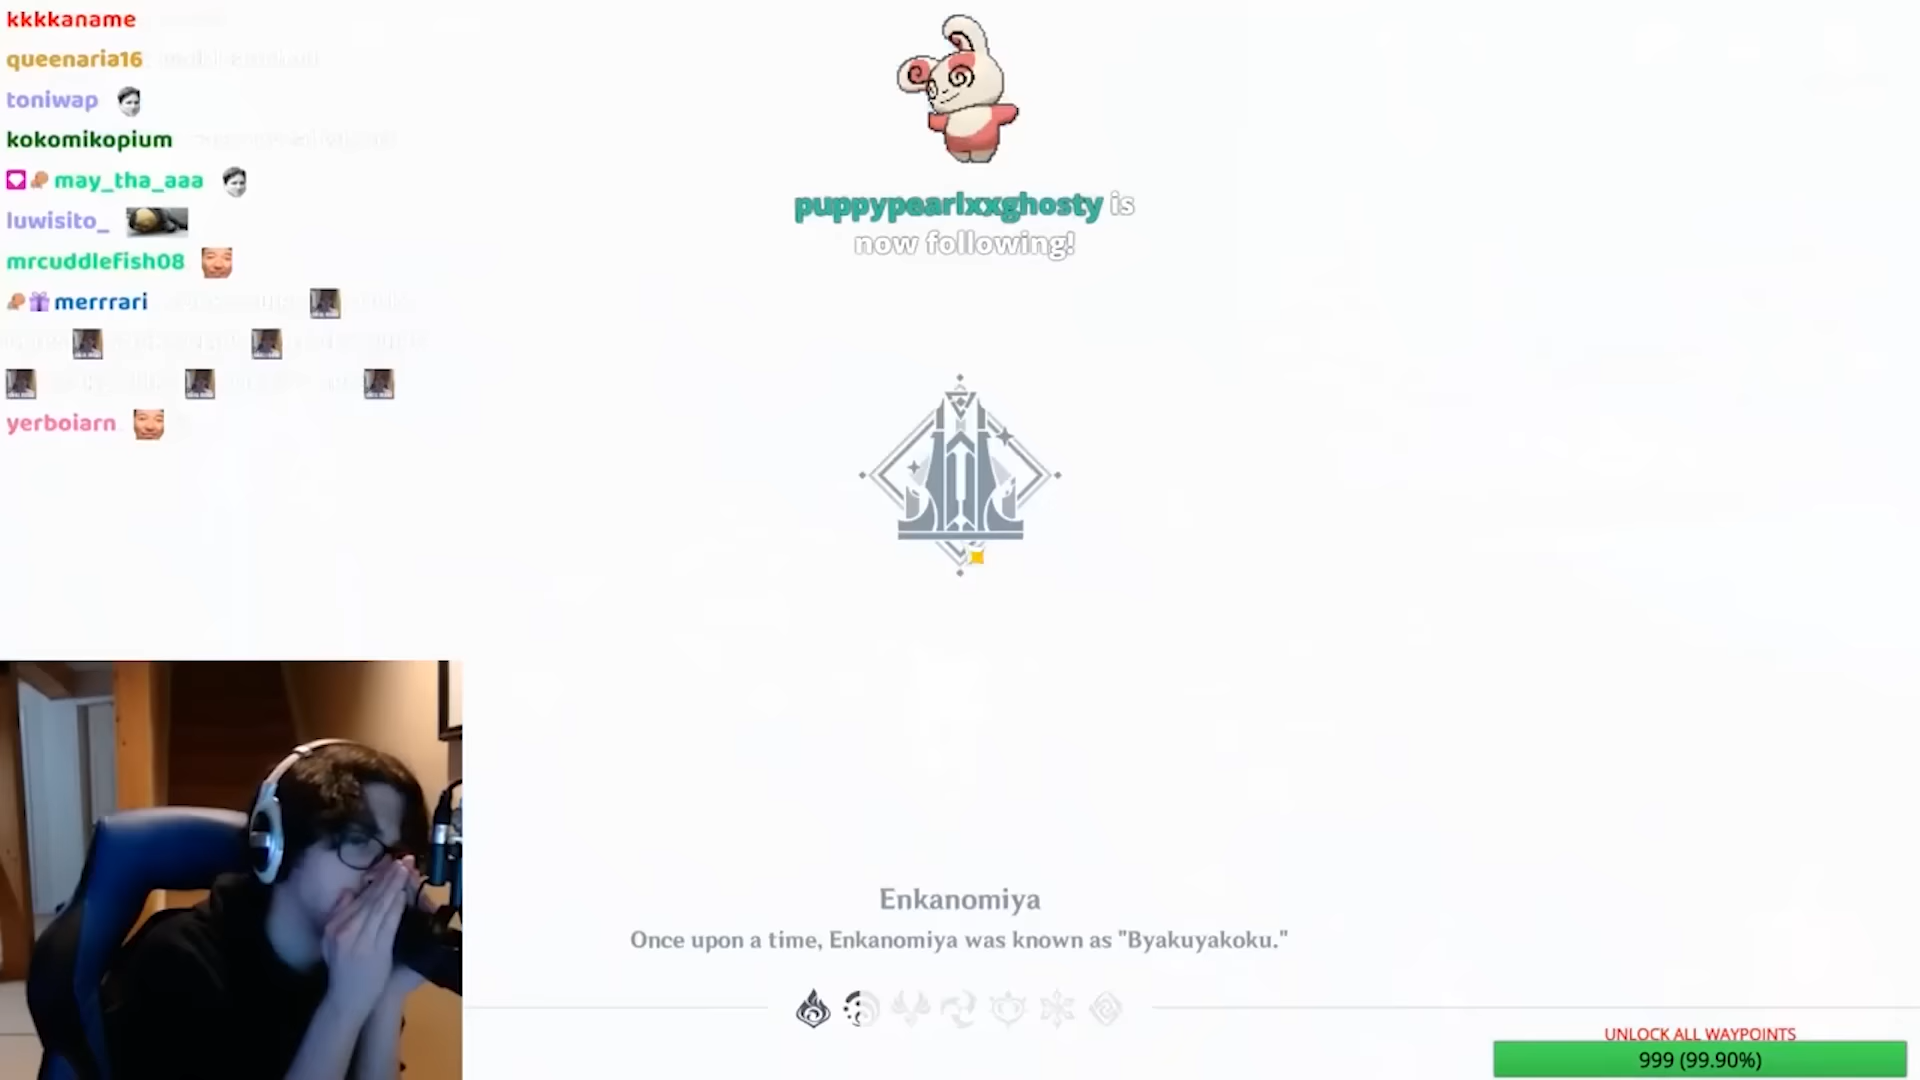 kkkkaname
queenaria16
toniwap
kokomikopium
may_tha_aaa
luwisito_
mrcuddlefish08
merrrari
yerboiarn
puppypearlxxghosty is
now following!
Enkanomiya
Once upon a time, Enkanomiya was known as "Byakuyakoku."
UNLOCK ALL WAYPOINTS
999 (99.90%)